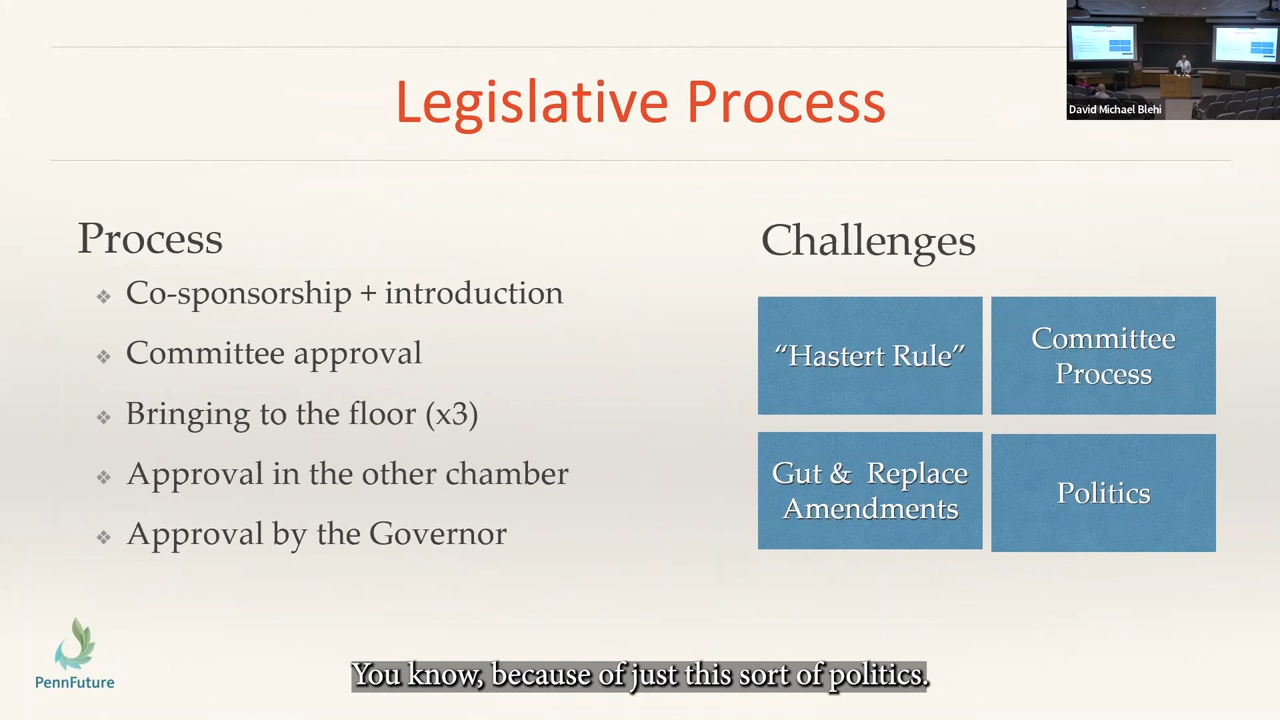 Legislative Process
David Michael Blehi
Process
Co-sponsorship + introduction
Committee approval
Bringing to the floor (x3)
Approval in the other chamber
Approval by the Governor
Challenges
“Hastert Rule”
Committee
Process
Gut & Replace
Amendments
Politics
PennFuture
You know, because of just this sort of politics.